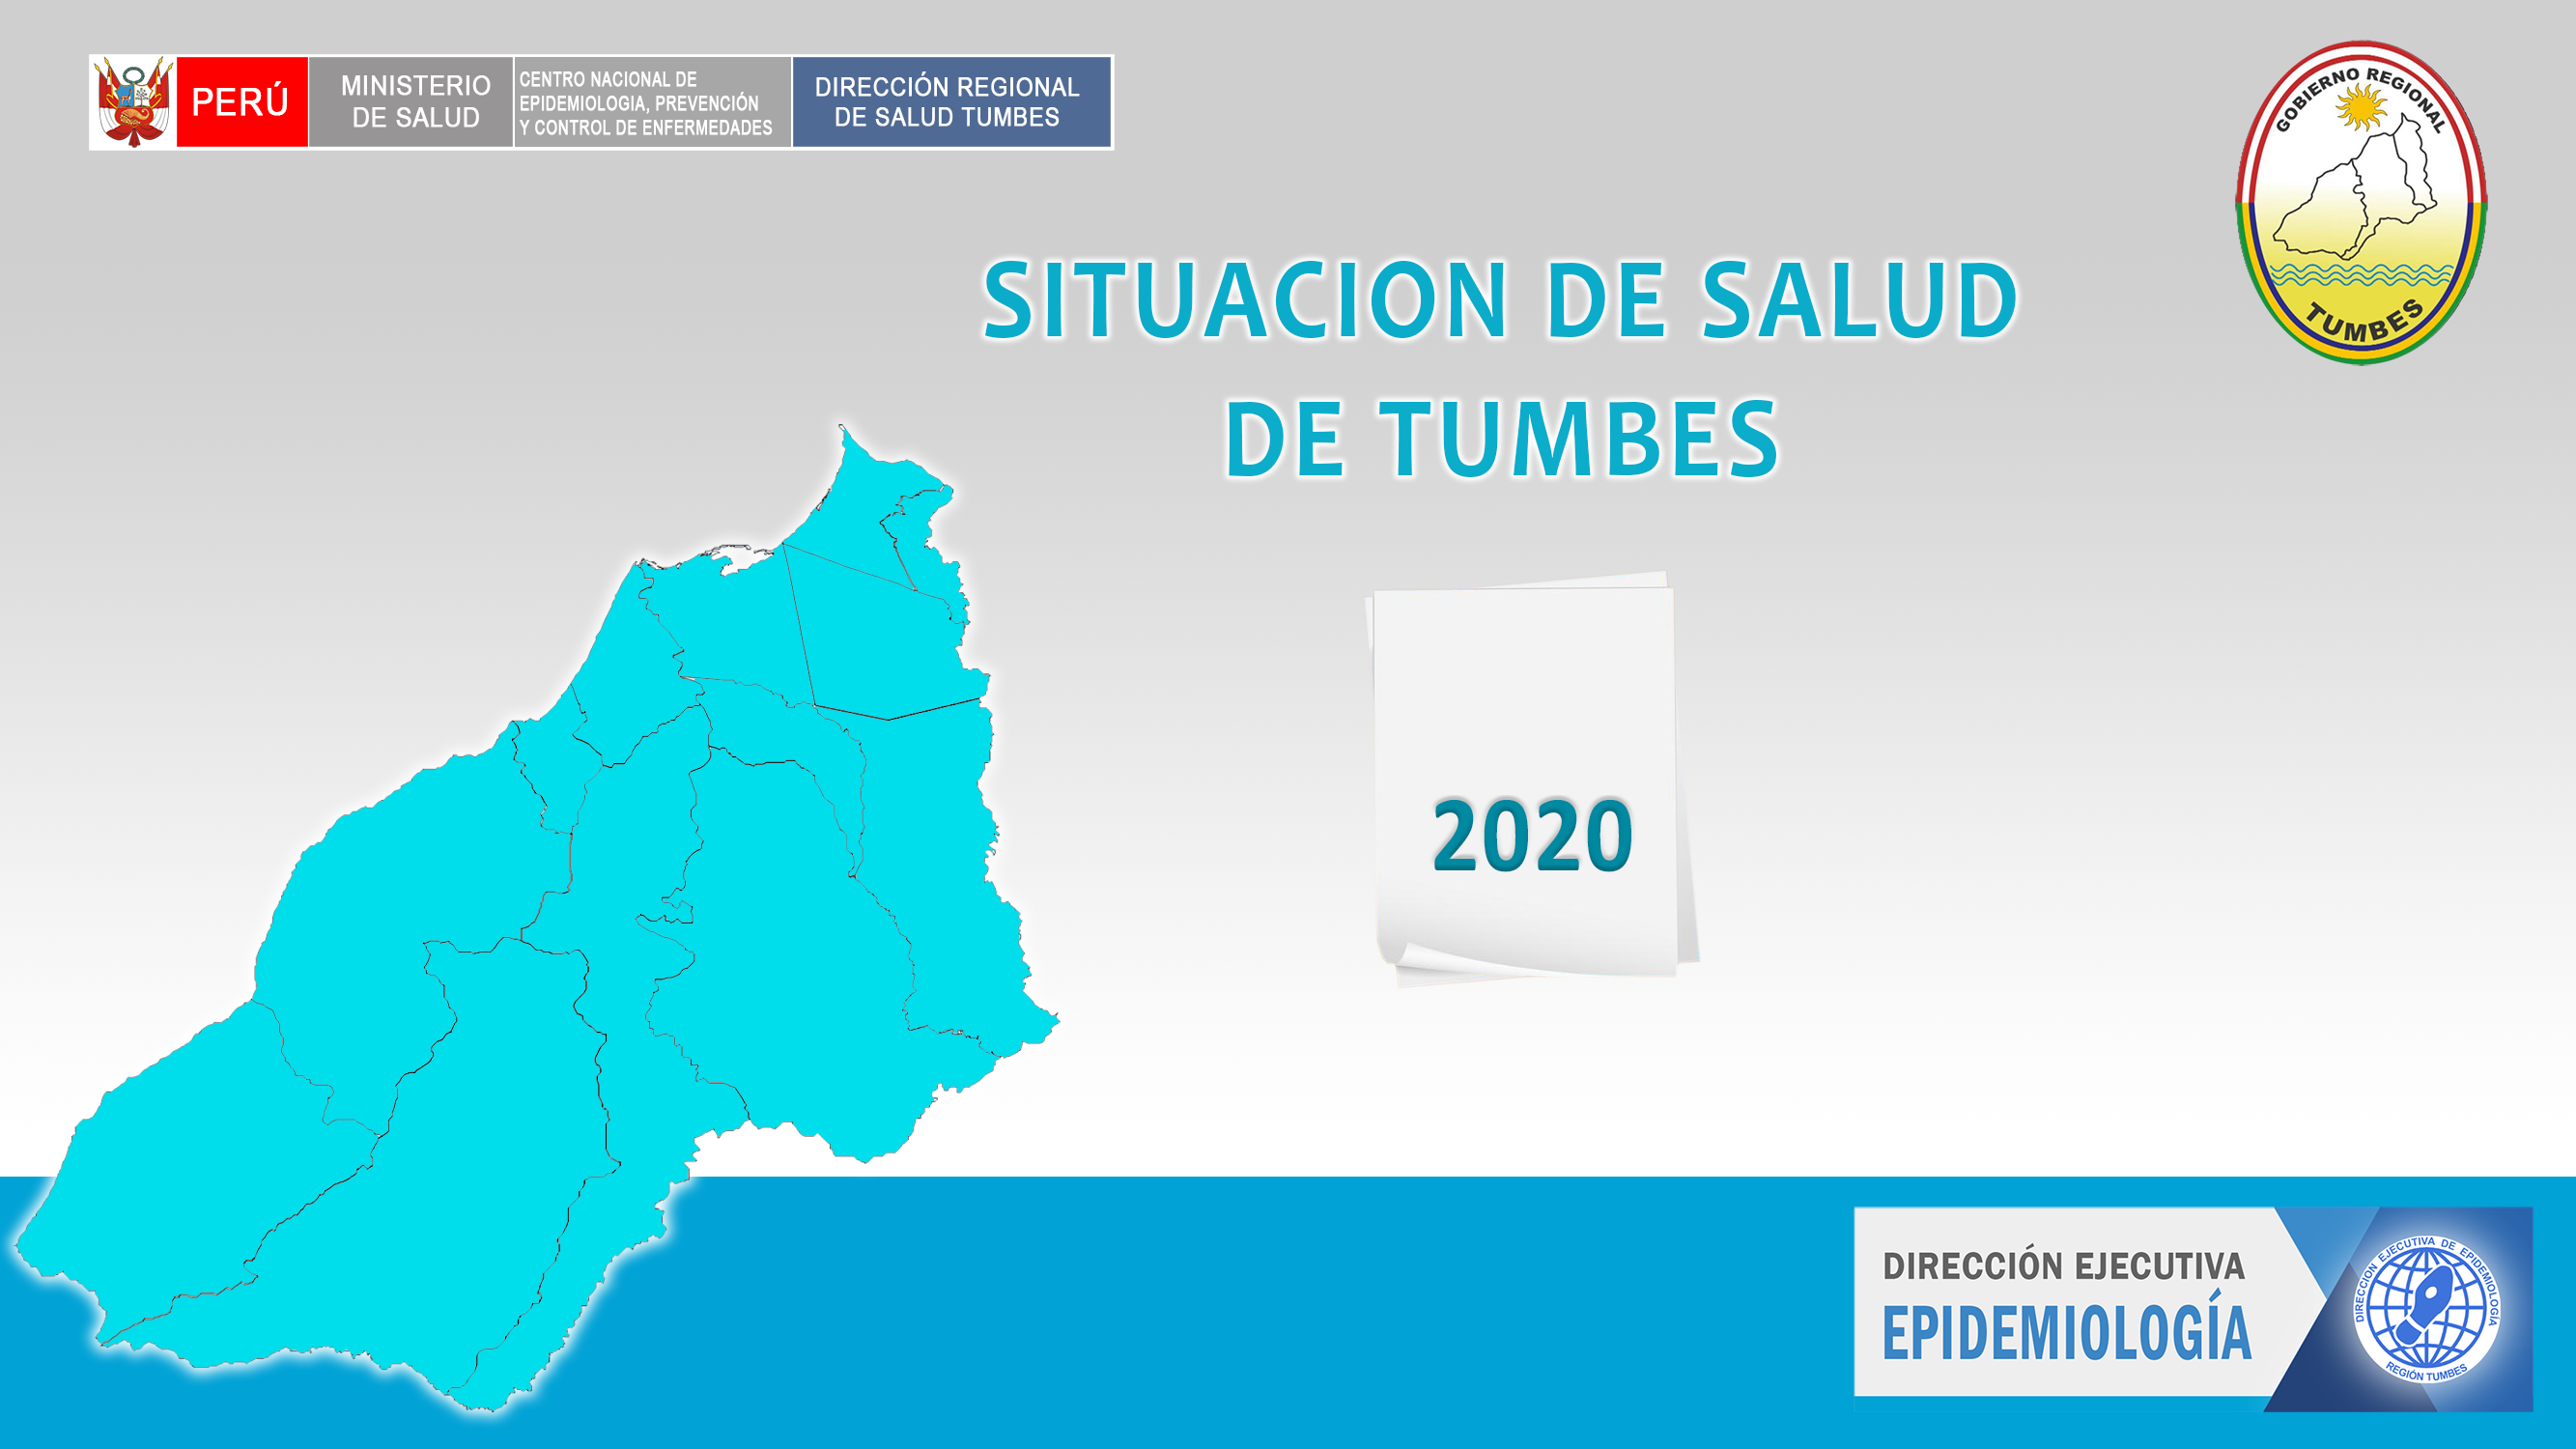 PERÚ
MINISTERIO
DE SALUD
CENTRO NACIONAL DE
EPIDEMIOLOGIA, PREVENCIÓN
Y CONTROL DE ENFERMEDADES
DIRECCIÓN REGIONAL
DE SALUD TUMBES
GOBIERNO REGIONAL
TUMBES
SITUACION DE SALUD
DE TUMBES
2020
DIRECCIÓN EJECUTIVA
EPIDEMIOLOGÍA
DIRECCION EJECUTIVA DE EPIDEMIOLOGÍA
REGIÓN TUMBES